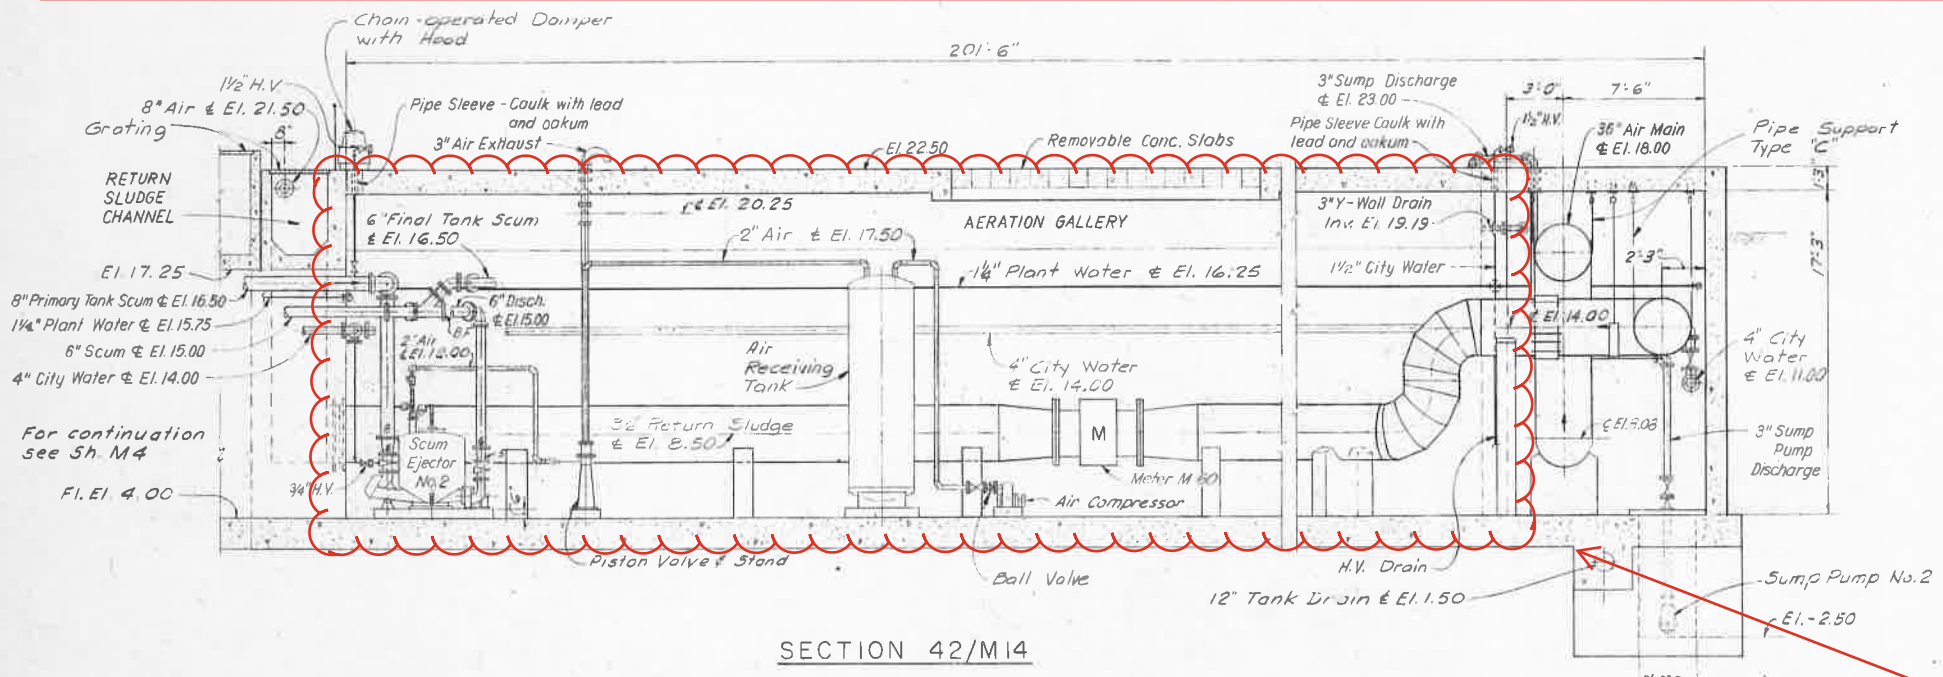 Chain-operated Damper
with Hood
201'-6"
1½" H.V.
8" Air ℄ El. 21.50
Grating
8"
Pipe Sleeve - Caulk with lead
and oakum
3" Air Exhaust
El. 22.50
Removable Conc. Slabs
3" Sump Discharge
℄ El. 23.00
Pipe Sleeve Caulk with
lead and oakum
3'-0"
7'-6"
1½" H.V.
36" Air Main
℄ El. 18.00
Pipe Support
Type "C"
1'-3"
17'-3"
RETURN
SLUDGE
CHANNEL
6" Final Tank Scum
℄ El. 16.50
℄ El. 20.25
2" Air ℄ El. 17.50
AERATION GALLERY
3" Y-Wall Drain
Inv. El. 19.19
1½" City Water
2'-3"
El. 17.25
8" Primary Tank Scum ℄ El. 16.50
1¼" Plant Water ℄ El. 15.75
6" Scum ℄ El. 15.00
4" City Water ℄ El. 14.00
6" Disch.
℄ El. 15.00
B.F.
2" Air
1¼" Plant Water ℄ El. 16.25
℄ El. 14.00
Air
Receiving
Tank
4" City Water
℄ El. 14.00
4" City
Water
℄ El. 11.00
For continuation
see Sh. M4
Fl. El. 4.00
Scum
Ejector
No. 2
¾" H.V.
Return Sludge
℄ El. 8.50
M
Meter M 60
Air Compressor
3" Sump
Pump
Discharge
Piston Valve & Stand
Ball Valve
H.V. Drain
12" Tank Drain ℄ El. 1.50
Sump Pump No. 2
El. -2.50
SECTION 42/M14